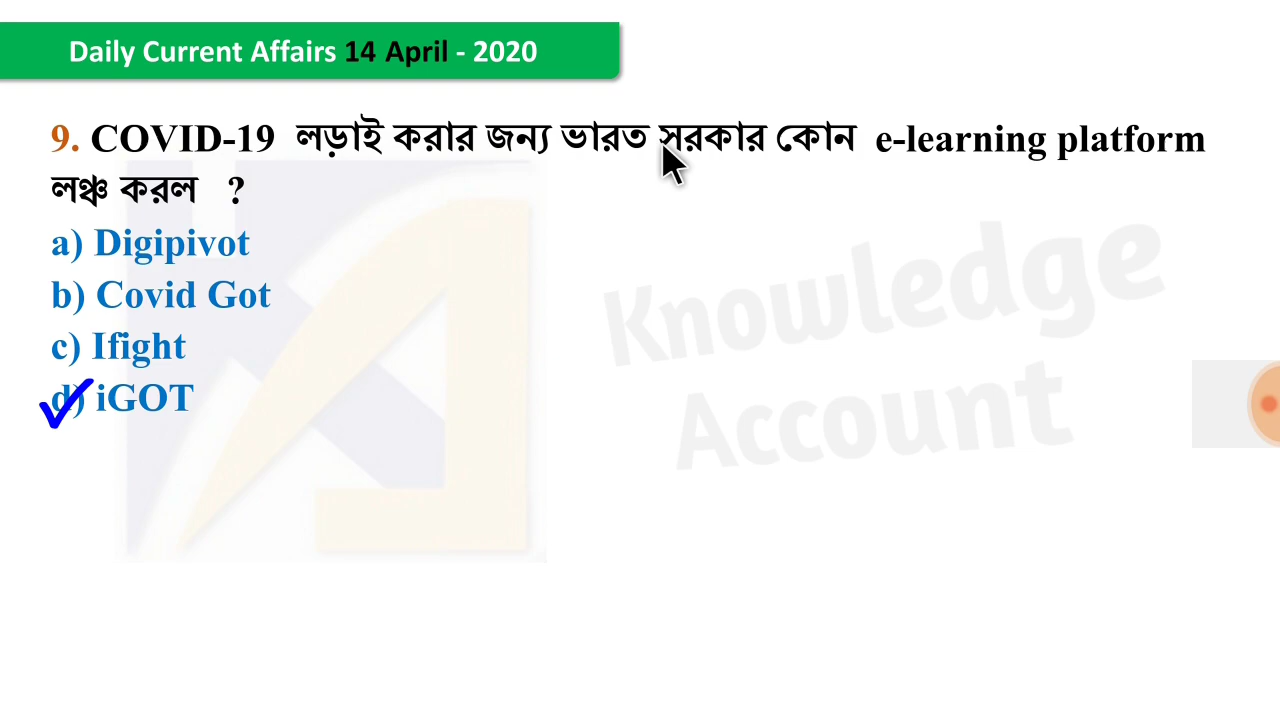 Daily Current Affairs 14 April - 2020
9. COVID-19 লড়াই করার জন্য ভারত সরকার কোন e-learning platform
লঞ্চ করল ?
a) Digipivot
b) Covid Got
c) Ifight
d) iGOT
Knowledge
Account